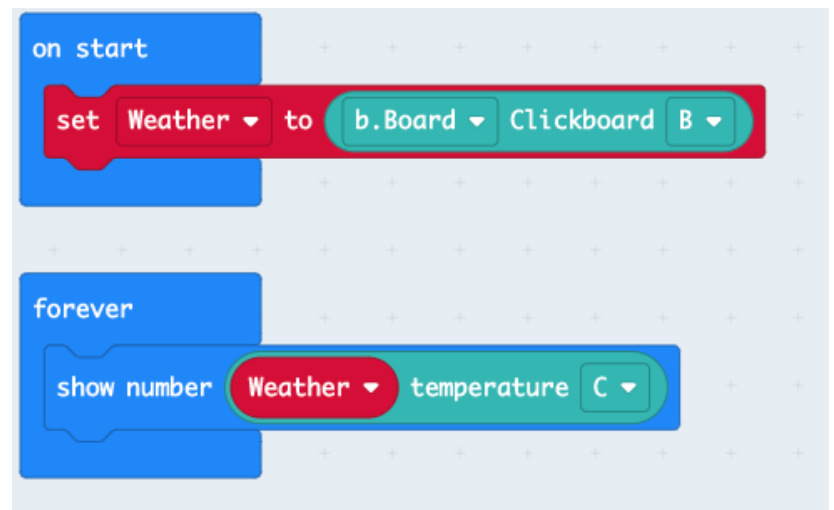 on start
set Weather to b.Board Clickboard B
forever
show number Weather temperature C